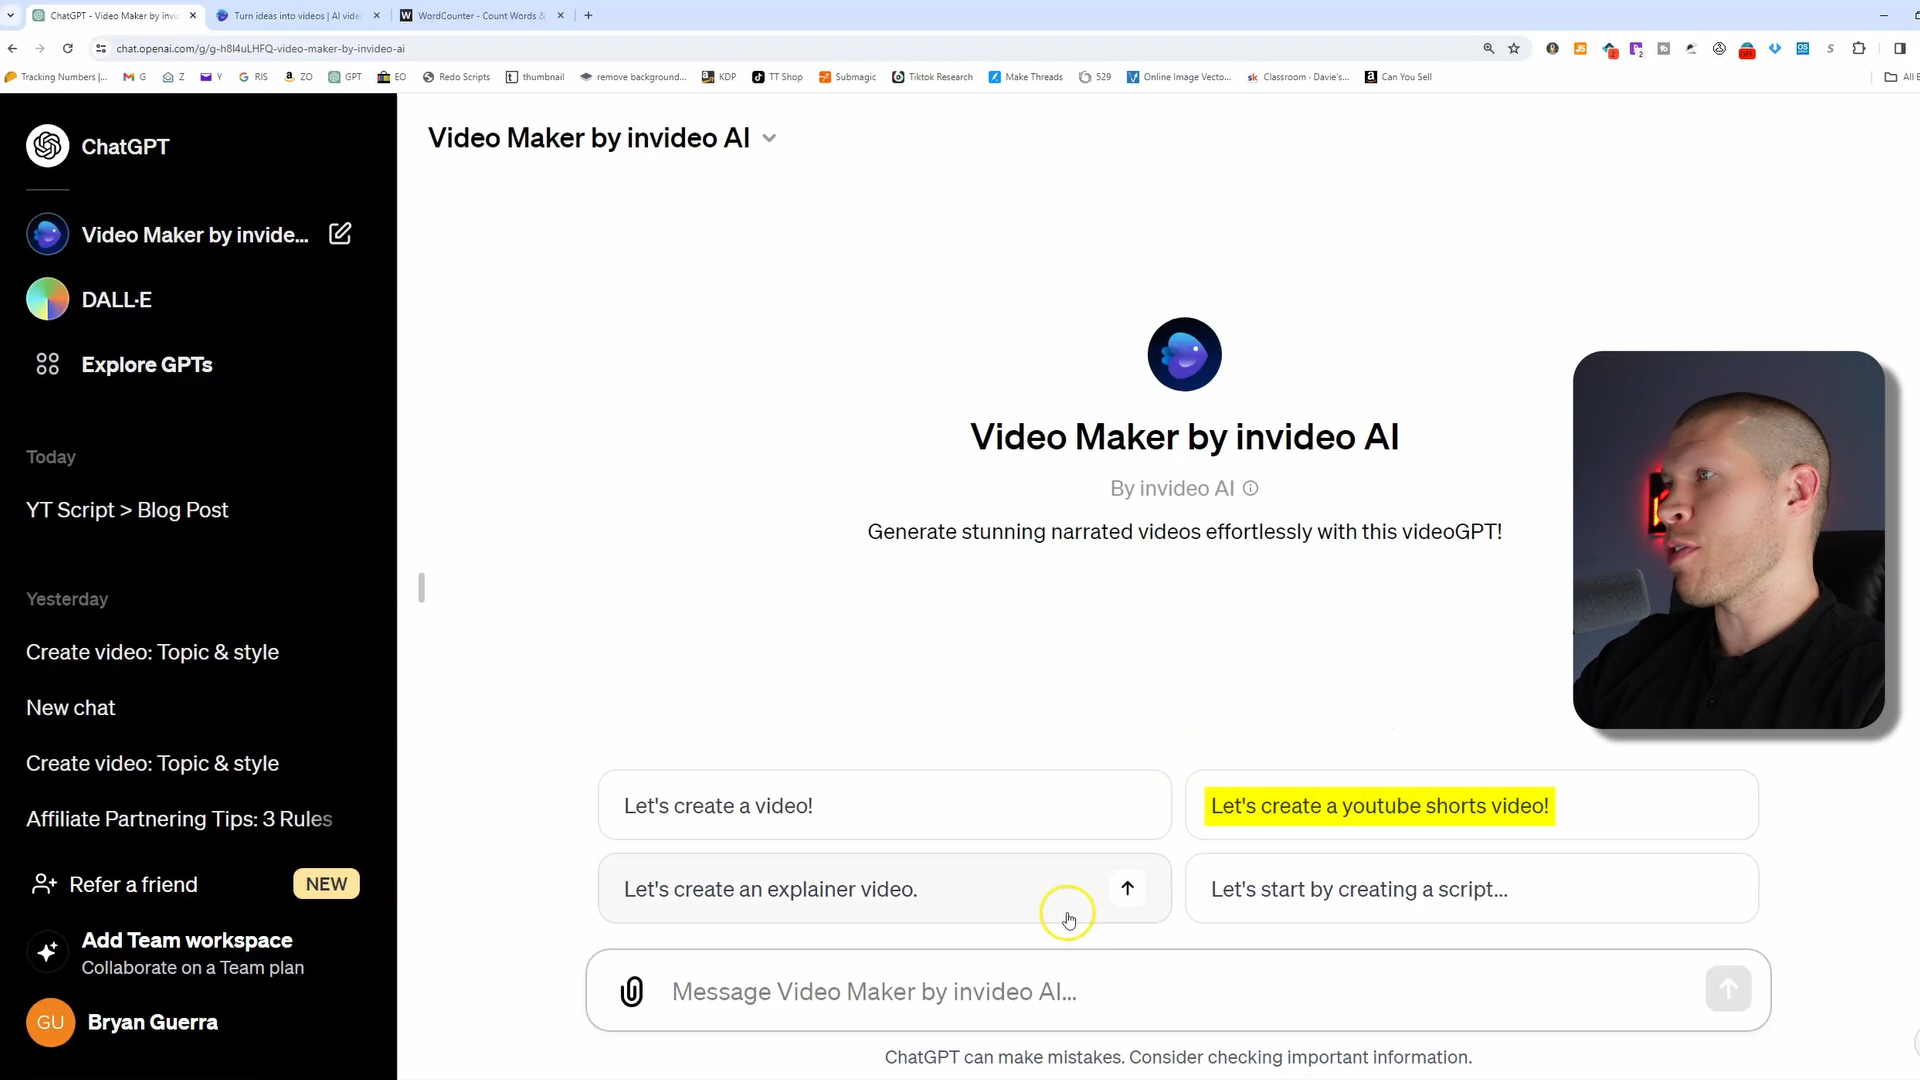 ChatGPT - Video Maker by invi
Turn ideas into videos | AI vide
WordCounter - Count Words &
chat.openai.com/g/g-h8l4uLHFQ-video-maker-by-invideo-ai
Tracking Numbers |...
G
Z
Y
RIS
ZO
GPT
EO
Redo Scripts
thumbnail
remove background...
KDP
TT Shop
Submagic
Tiktok Research
Make Threads
529
Online Image Vecto...
Classroom - Davie's...
Can You Sell
All
ChatGPT
Video Maker by invideo AI
Video Maker by invide...
DALL·E
Explore GPTs
Today
YT Script > Blog Post
Yesterday
Create video: Topic & style
New chat
Create video: Topic & style
Affiliate Partnering Tips: 3 Rules
Refer a friend
NEW
Add Team workspace
Collaborate on a Team plan
GU
Bryan Guerra
Video Maker by invideo AI
By invideo AI
Generate stunning narrated videos effortlessly with this videoGPT!
Let's create a video!
Let's create a youtube shorts video!
Let's create an explainer video.
Let's start by creating a script...
Message Video Maker by invideo AI...
ChatGPT can make mistakes. Consider checking important information.